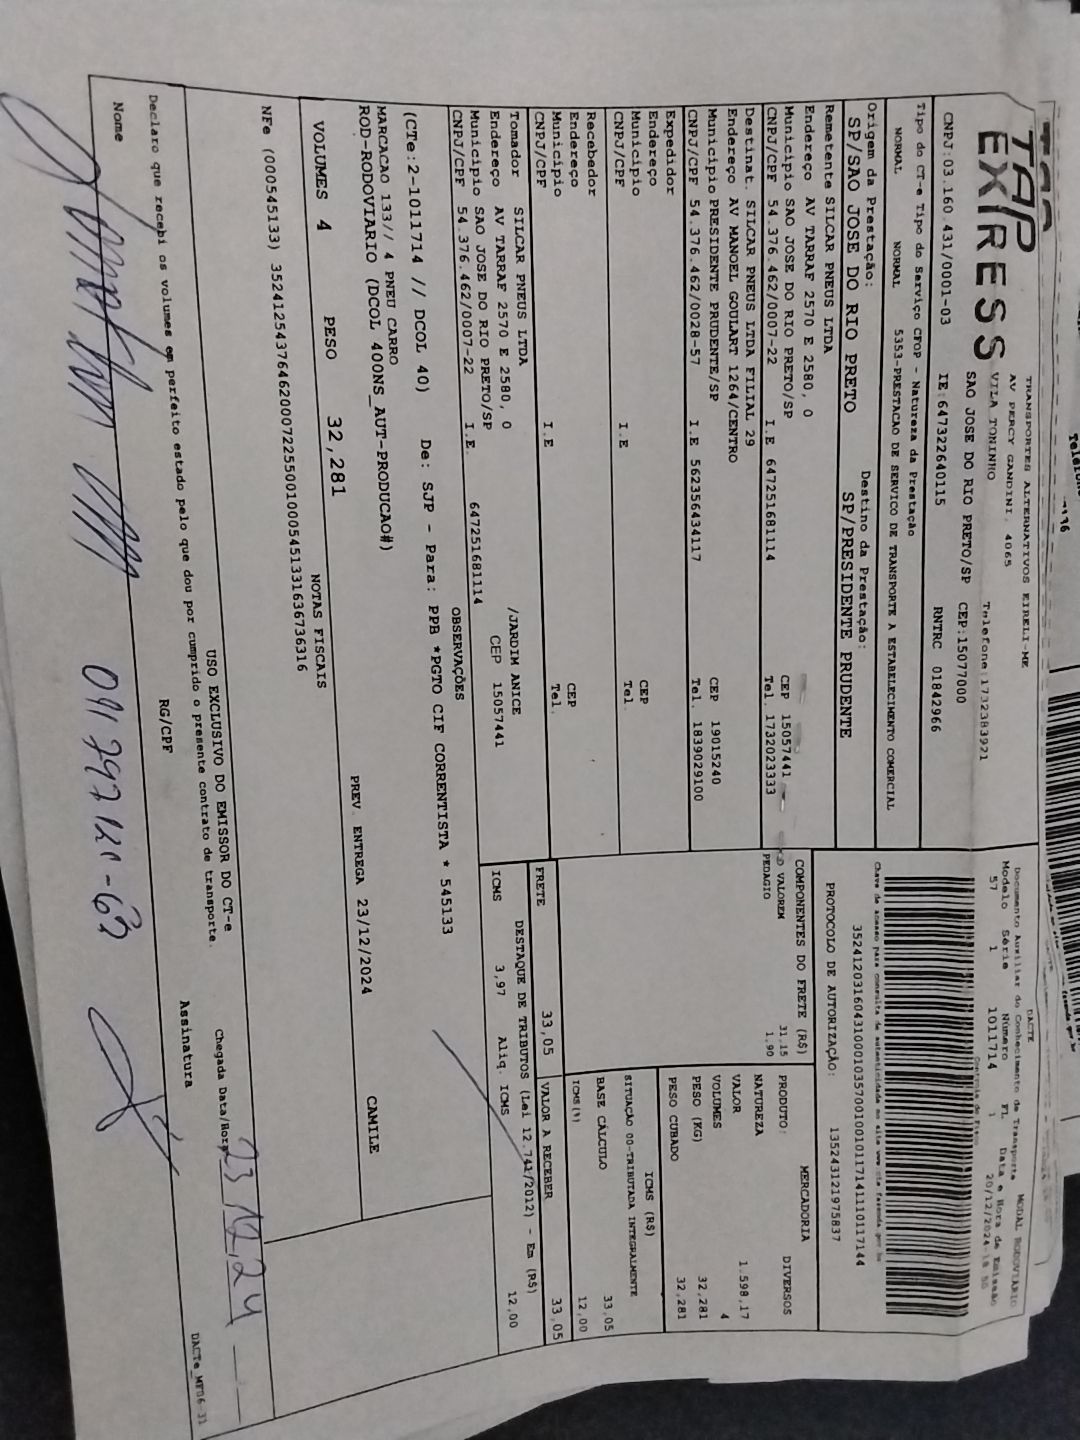 TAP
EXPRESS
TRANSPORTES ALTERNATIVOS EIRELI-ME
AV PERCY GANDINI, 4065
VILA TONINHO Telefone:1732383921
SAO JOSE DO RIO PRETO/SP CEP:15077000
CNPJ:03.160.431/0001-03 IE:647322640115 RNTRC 01842966
Tipo do CT-e Tipo do Serviço CFOP - Natureza da Prestação
NORMAL NORMAL 5353-PRESTACAO DE SERVICO DE TRANSPORTE A ESTABELECIMENTO COMERCIAL
Origem da Prestação: Destino da Prestação:
SP/SAO JOSE DO RIO PRETO SP/PRESIDENTE PRUDENTE
Remetente SILCAR PNEUS LTDA
Endereço AV TARRAF 2570 E 2580, 0
Município SAO JOSE DO RIO PRETO/SP CEP 15057441
CNPJ/CPF 54.376.462/0007-22 I.E 647251681114 Tel. 1732023333
Destinat. SILCAR PNEUS LTDA FILIAL 29
Endereço AV MANOEL GOULART 1264/CENTRO
Município PRESIDENTE PRUDENTE/SP CEP 19015240
CNPJ/CPF 54.376.462/0028-57 I.E 562356434117 Tel. 1839029100
Expedidor
Endereço
Município CEP
CNPJ/CPF I.E Tel.
Recebedor
Endereço
Município CEP
CNPJ/CPF I.E Tel.
Tomador SILCAR PNEUS LTDA
Endereço AV TARRAF 2570 E 2580, 0 /JARDIM ANICE
Município SAO JOSE DO RIO PRETO/SP CEP 15057441
CNPJ/CPF 54.376.462/0007-22 I.E. 647251681114
DACTE MODAL RODOVIARIO
Documento Auxiliar do Conhecimento de Transporte
Modelo Série Número FL Data e Hora de Emissão
57 1 1011714 1 20/12/2024-18
Controle do Fisco
Chave de acesso para consulta de autenticidade no site
35241203160431000103570010010117141110117144
PROTOCOLO DE AUTORIZAÇÃO: 135243121975837
COMPONENTES DO FRETE (R$)
D VALOREM 31,15
PEDAGIO 1,90
MERCADORIA
PRODUTO: DIVERSOS
NATUREZA
VALOR 1.598,17
VOLUMES 4
PESO (KG) 32,281
PESO CUBADO 32,281
ICMS (R$)
SITUAÇÃO 00-TRIBUTADA INTEGRALMENTE
BASE CÁLCULO 33,05
ICMS(%) 12,00
FRETE 33,05 VALOR A RECEBER 33,05
DESTAQUE DE TRIBUTOS (Lei 12.741/2012) - Em (R$)
ICMS 3,97 Aliq. ICMS 12,00
OBSERVAÇÕES
(CTe:2-1011714 // DCOL 40) De: SJP - Para: PPB *PGTO CIF CORRENTISTA * 545133
MARCACAO 133// 4 PNEU CARRO
ROD-RODOVIARIO (DCOL 40ONS_AUT-PRODUCAO#)
VOLUMES 4 PESO 32,281 PREV. ENTREGA 23/12/2024 CAMILE
NOTAS FISCAIS
NFe (000545133) 35241254376462000722550010005451331636736316
USO EXCLUSIVO DO EMISSOR DO CT-e
Declaro que recebi os volumes em perfeito estado pelo que dou por cumprido o presente contrato de transporte.
Chegada Data/Hora 23 12 24
Nome RG/CPF Assinatura
DACTe_MF06-31